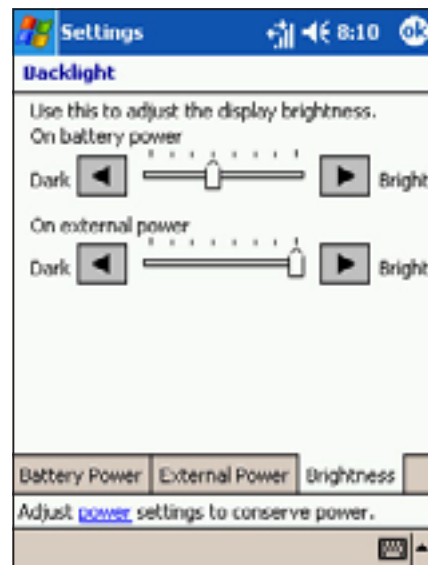 Settings 8:10 ok
Backlight
Use this to adjust the display brightness.
On battery power
Dark Bright
On external power
Dark Bright
Battery Power External Power Brightness
Adjust power settings to conserve power.